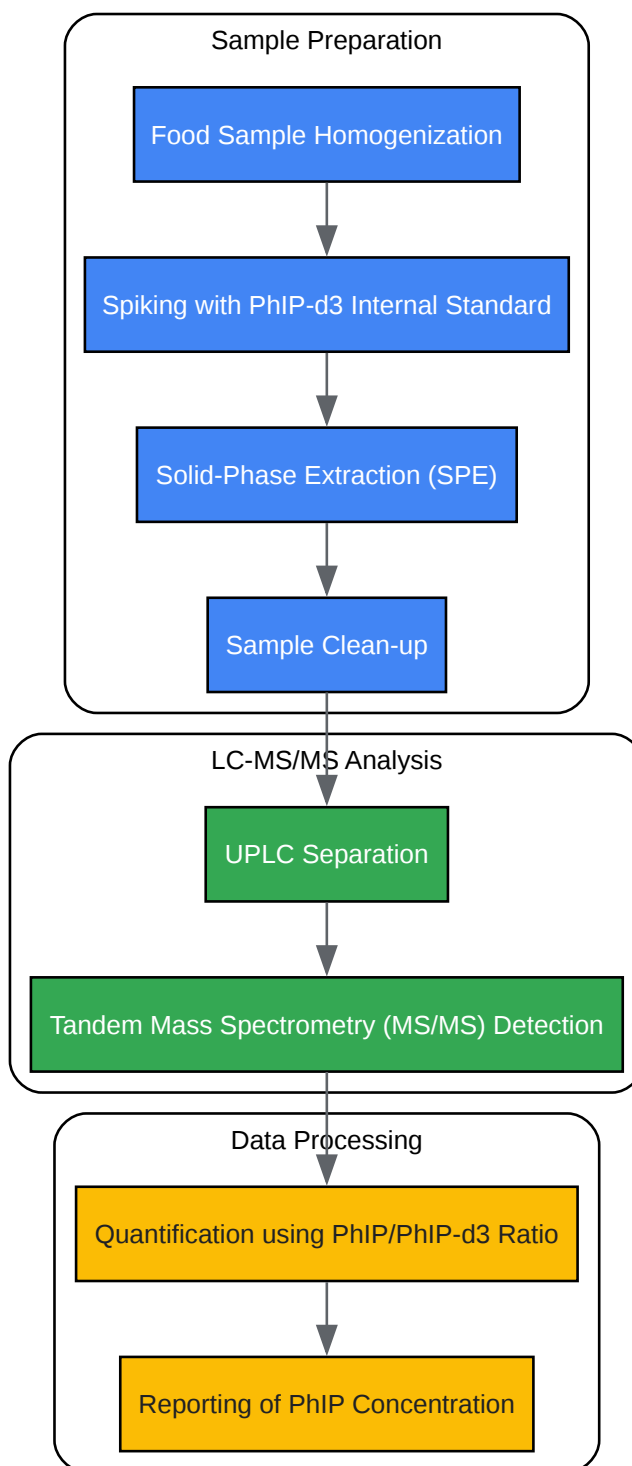 Sample Preparation
Food Sample Homogenization
Spiking with PhIP-d3 Internal Standard
Solid-Phase Extraction (SPE)
Sample Clean-up
LC-MS/MS Analysis
UPLC Separation
Tandem Mass Spectrometry (MS/MS) Detection
Data Processing
Quantification using PhIP/PhIP-d3 Ratio
Reporting of PhIP Concentration